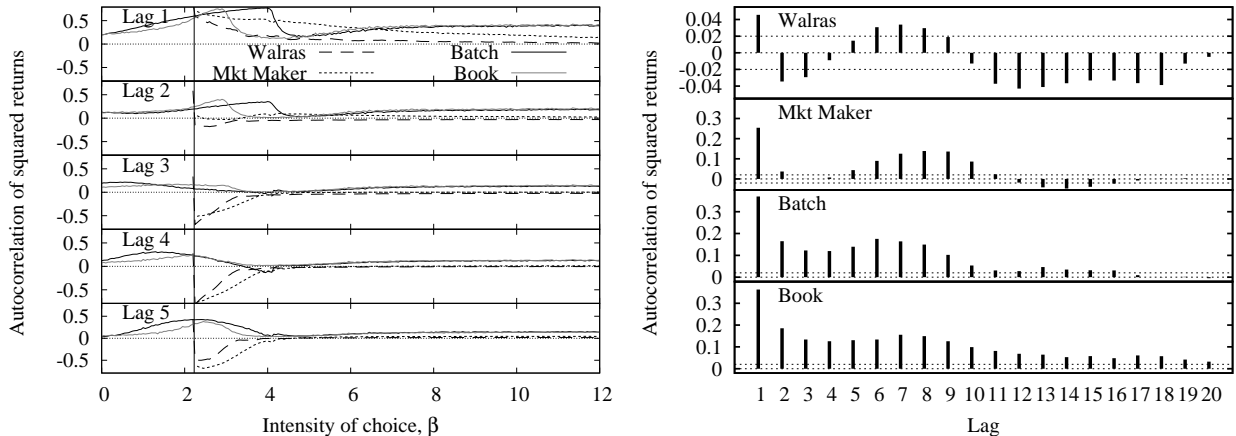 Autocorrelation of squared returns
Lag 1
0.5
0
0.5
Walras
Batch
Mkt Maker
Book
Lag 2
0.5
0
-0.5
Lag 3
0.5
0
-0.5
Lag 4
0.5
0
-0.5
Lag 5
0.5
0
-0.5
0 2 4 6 8 10 12
Intensity of choice, β
Autocorrelation of squared returns
Walras
0.04
0.02
0
-0.02
-0.04
Mkt Maker
0.3
0.2
0.1
0
Batch
0.3
0.2
0.1
0
Book
0.3
0.2
0.1
0
1 2 3 4 5 6 7 8 9 10 11 12 13 14 15 16 17 18 19 20
Lag